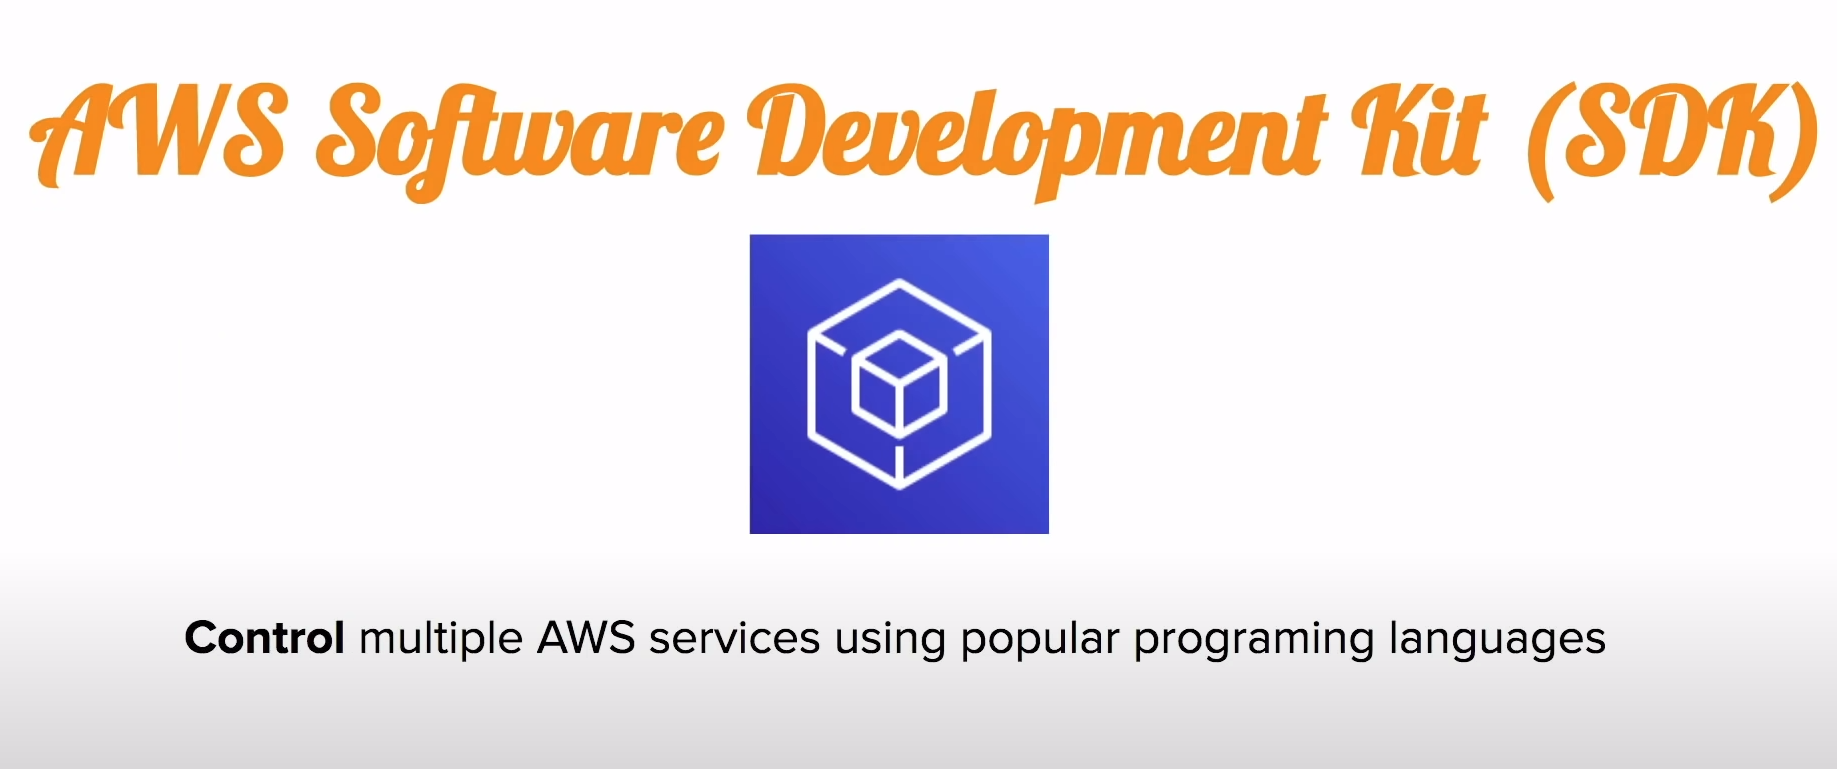 AWS Software Development Kit (SDK)
Control multiple AWS services using popular programing languages